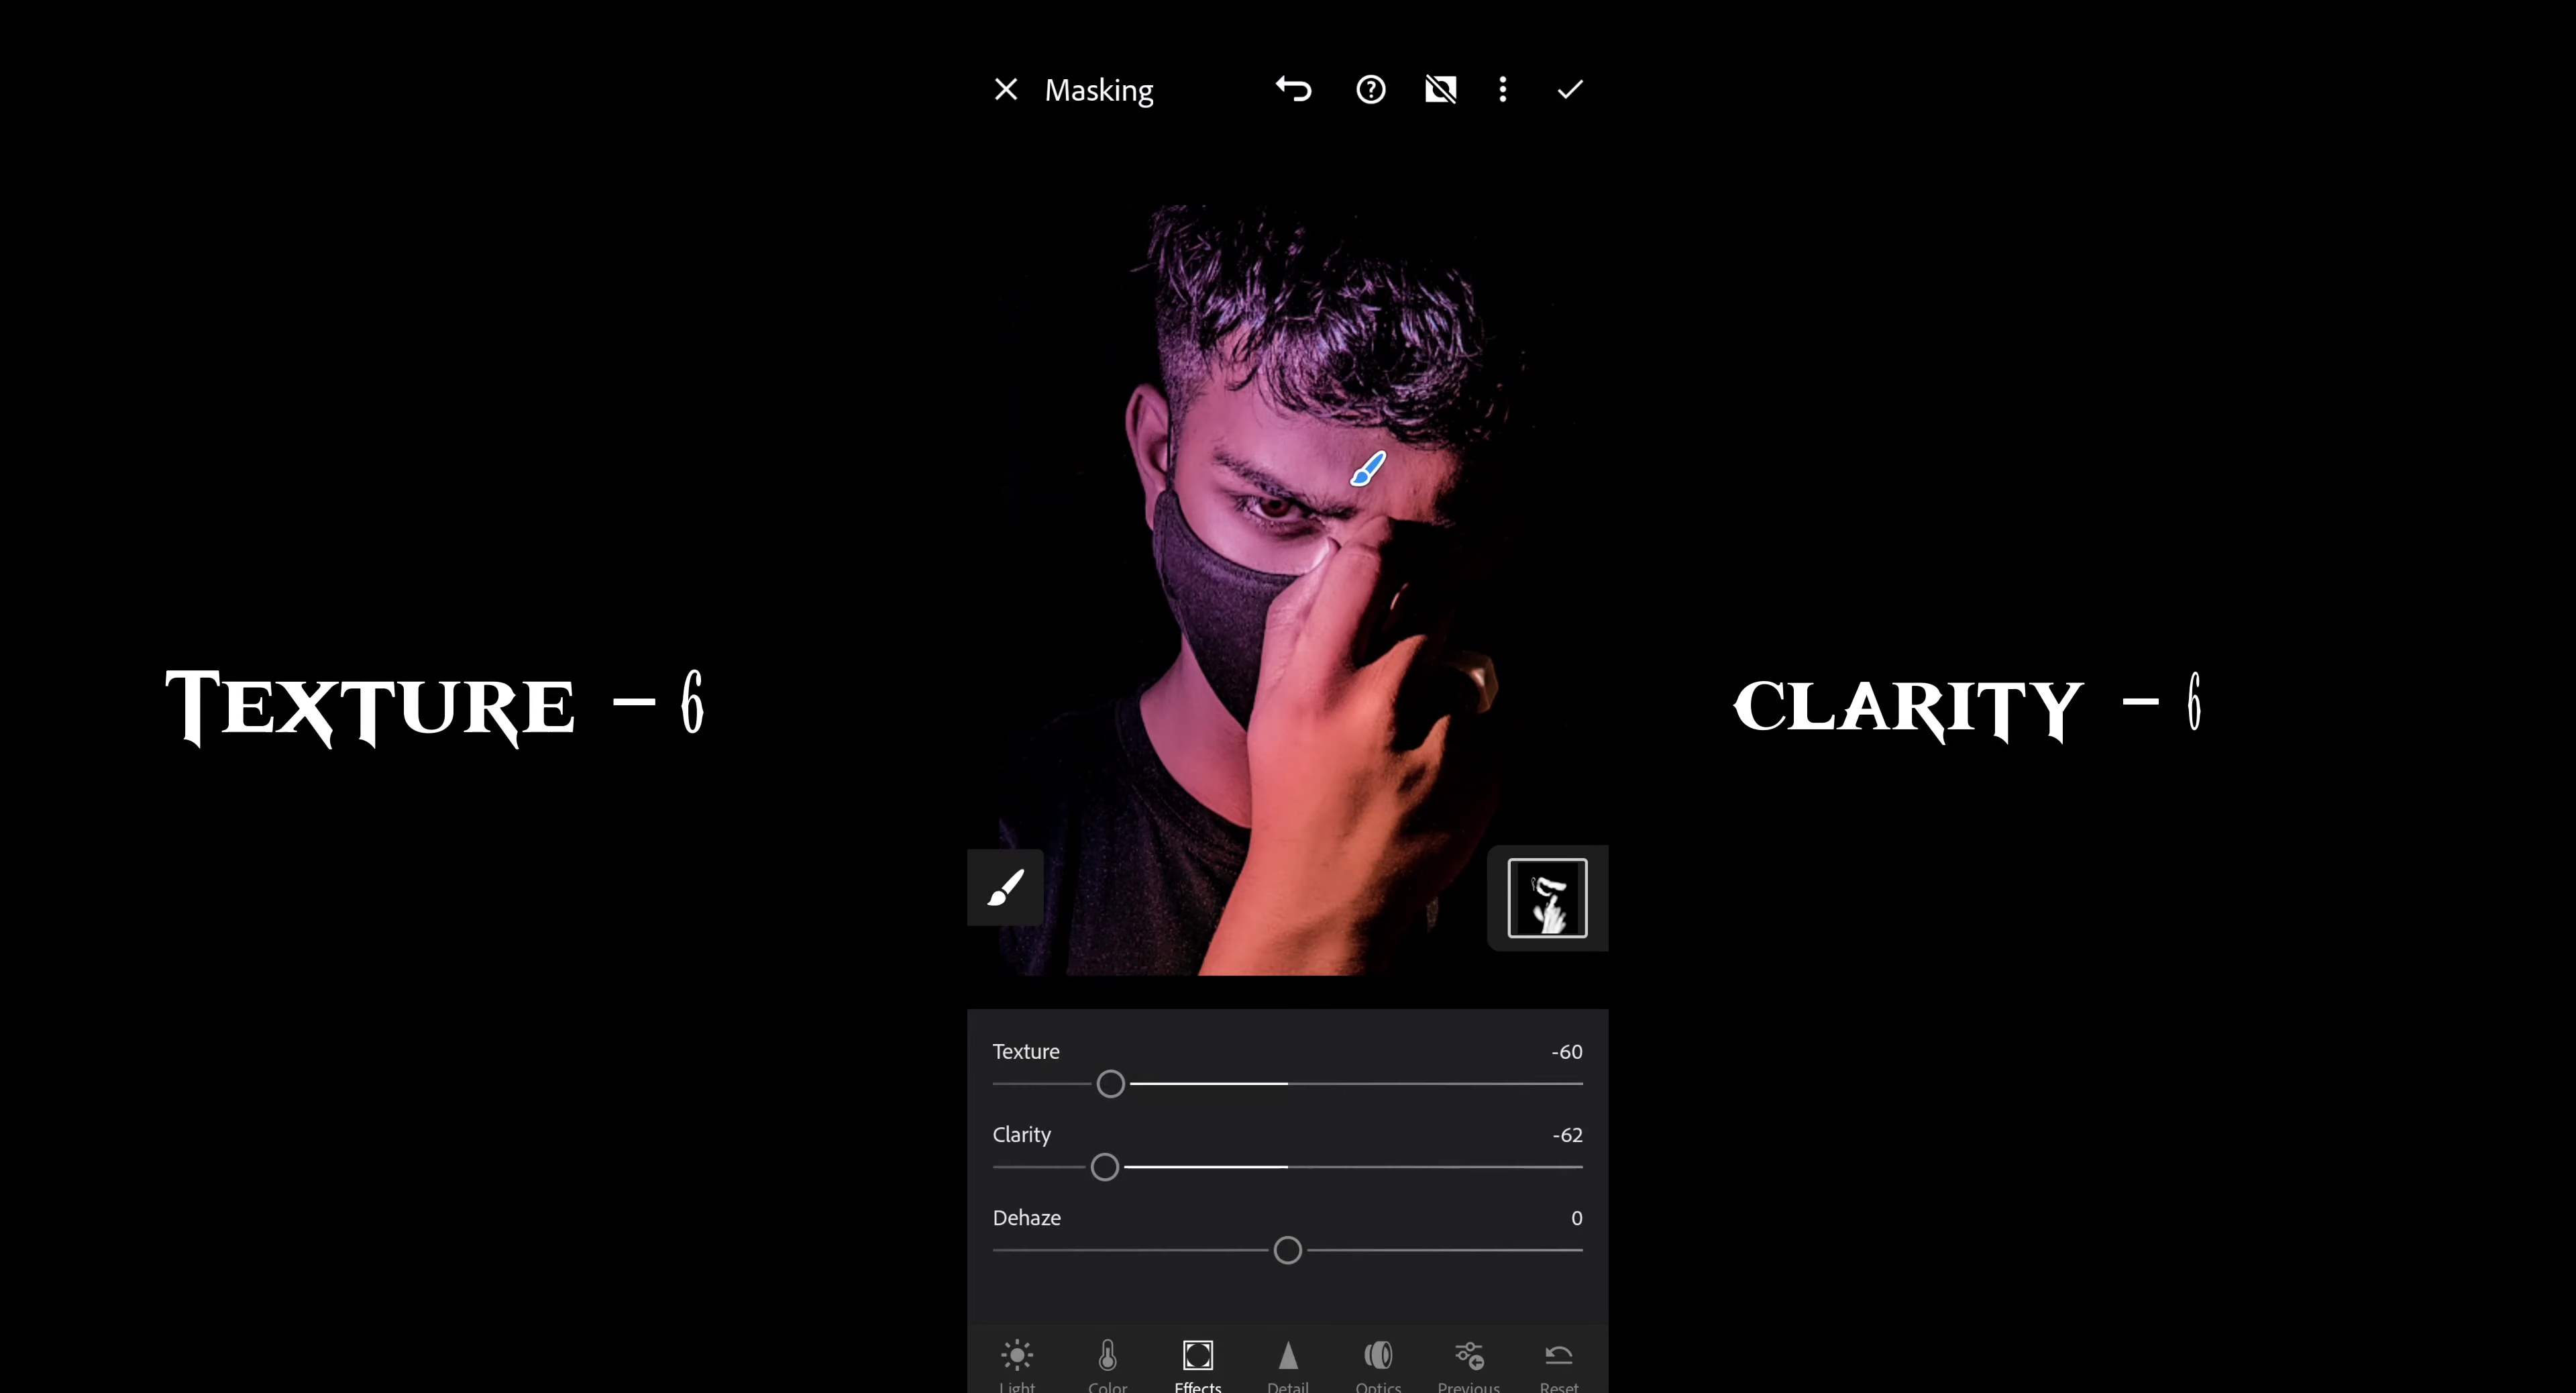 Masking
TEXTURE - 6
CLARITY - 6
Texture -60
Clarity -62
Dehaze 0
Light Color Effects Detail Optics Previous Reset